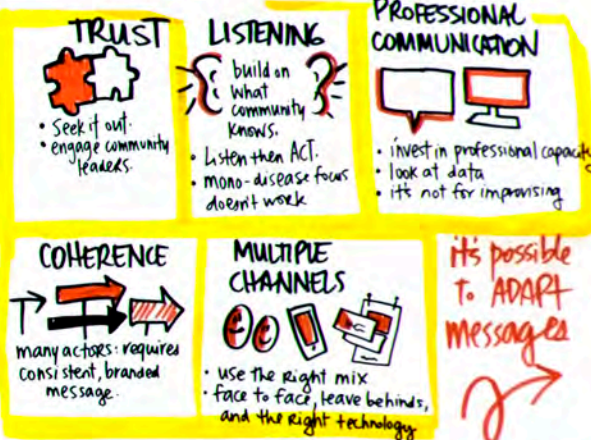 TRUST
• Seek it out.
• engage community
leaders.
LISTENING
build on
what
community
knows.
• Listen then ACT.
• mono-disease focus
doesn't work
PROFESSIONAL
COMMUNICATION
• invest in professional capacity
• look at data
• it's not for improvising
COHERENCE
many actors: requires
consistent, branded
message.
MULTIPLE
CHANNELS
• use the right mix
• face to face, leave behinds,
and the right technology
it's possible
to ADAPT
messages